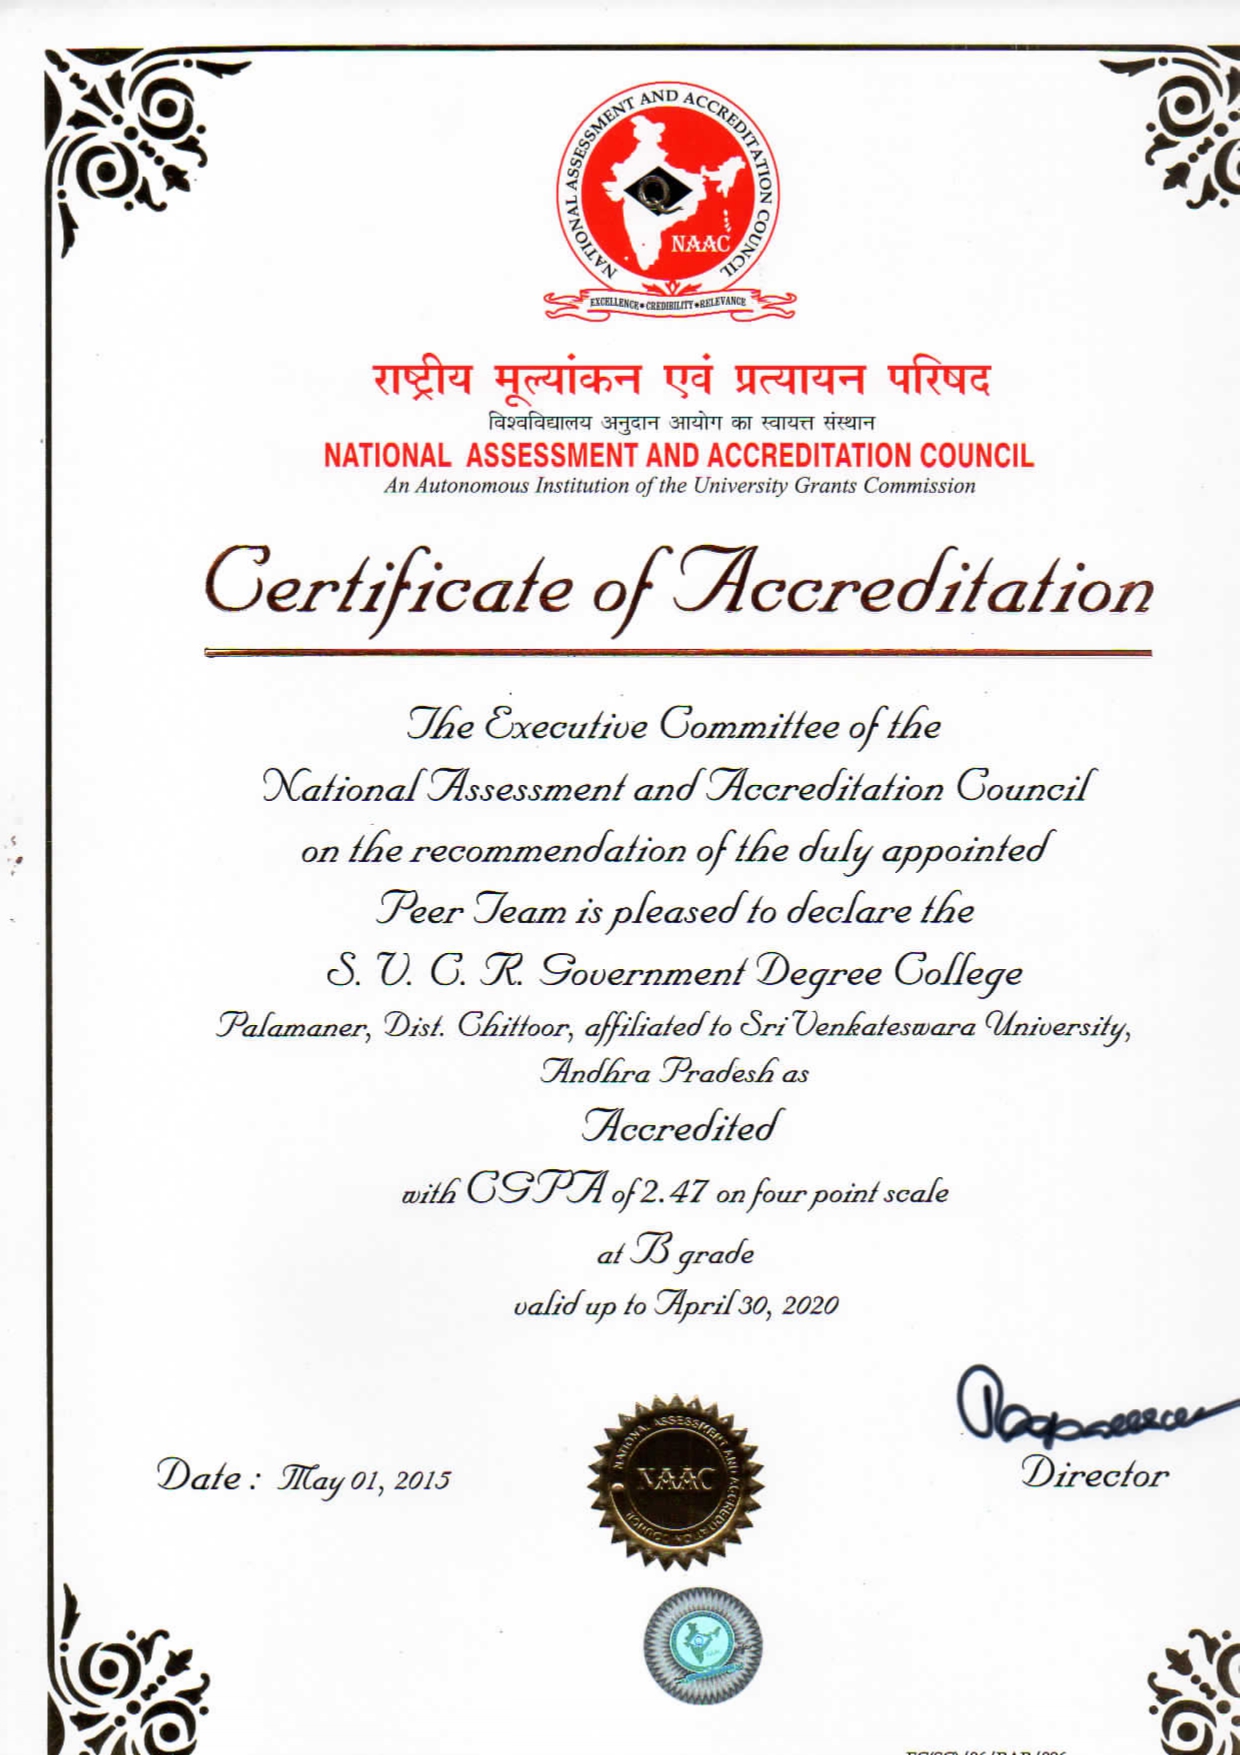 NATIONAL ASSESSMENT AND ACCREDITATION COUNCIL
NAAC
EXCELLENCE • CREDIBILITY • RELEVANCE
राष्ट्रीय मूल्यांकन एवं प्रत्यायन परिषद
विश्वविद्यालय अनुदान आयोग का स्वायत्त संस्थान
NATIONAL ASSESSMENT AND ACCREDITATION COUNCIL
An Autonomous Institution of the University Grants Commission
Certificate of Accreditation
The Executive Committee of the
National Assessment and Accreditation Council
on the recommendation of the duly appointed
Peer Team is pleased to declare the
S. V. C. R. Government Degree College
Palamaner, Dist. Chittoor, affiliated to Sri Venkateswara University,
Andhra Pradesh as
Accredited
with CGPA of 2.47 on four point scale
at B grade
valid up to April 30, 2020
Date : May 01, 2015
NATIONAL ASSESSMENT AND ACCREDITATION COUNCIL
NAAC
Director